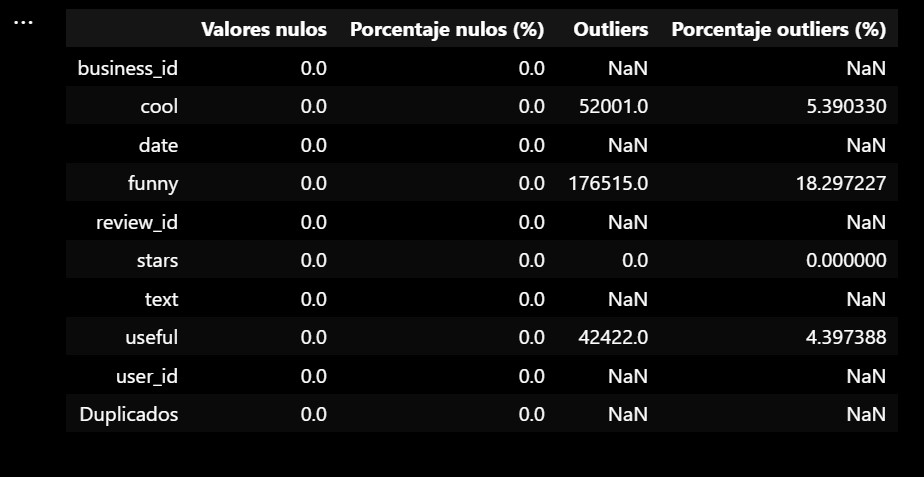 ...
Valores nulos Porcentaje nulos (%) Outliers Porcentaje outliers (%)
business_id 0.0 0.0 NaN NaN
cool 0.0 0.0 52001.0 5.390330
date 0.0 0.0 NaN NaN
funny 0.0 0.0 176515.0 18.297227
review_id 0.0 0.0 NaN NaN
stars 0.0 0.0 0.0 0.000000
text 0.0 0.0 NaN NaN
useful 0.0 0.0 42422.0 4.397388
user_id 0.0 0.0 NaN NaN
Duplicados 0.0 0.0 NaN NaN